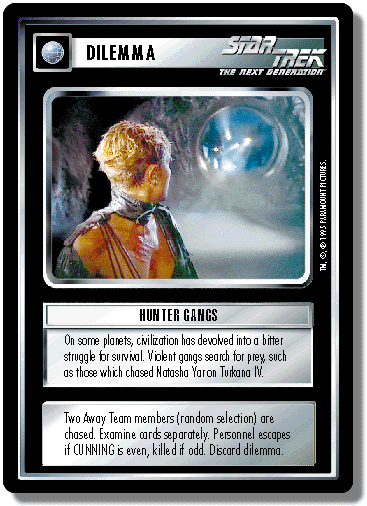 DILEMMA
STAR TREK
THE NEXT GENERATION
TM, ©, ® 1995 PARAMOUNT PICTURES.
HUNTER GANGS
On some planets, civilization has devolved into a bitter
struggle for survival. Violent gangs search for prey, such
as those which chased Natasha Yar on Turkana IV.
Two Away Team members (random selection) are
chased. Examine cards separately. Personnel escapes
if CUNNING is even, killed if odd. Discard dilemma.